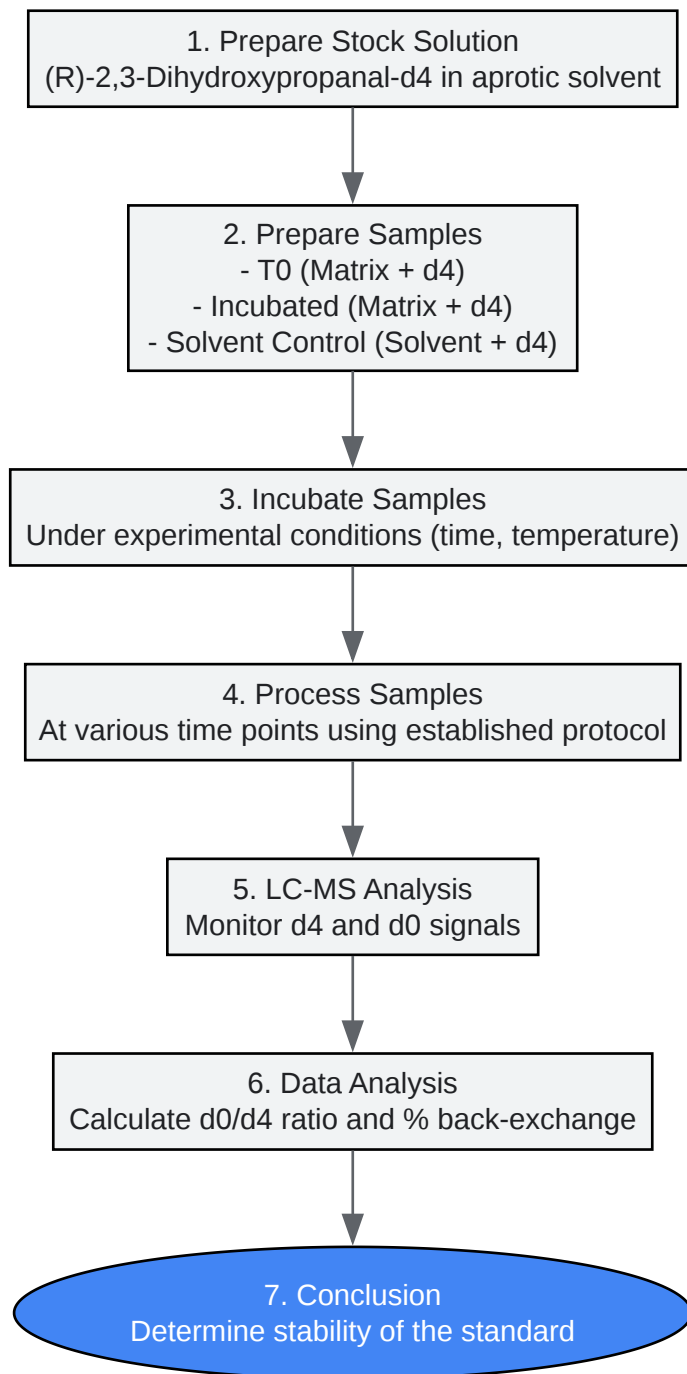 1. Prepare Stock Solution
(R)-2,3-Dihydroxypropanal-d4 in aprotic solvent
2. Prepare Samples
- T0 (Matrix + d4)
- Incubated (Matrix + d4)
- Solvent Control (Solvent + d4)
3. Incubate Samples
Under experimental conditions (time, temperature)
4. Process Samples
At various time points using established protocol
5. LC-MS Analysis
Monitor d4 and d0 signals
6. Data Analysis
Calculate d0/d4 ratio and % back-exchange
7. Conclusion
Determine stability of the standard